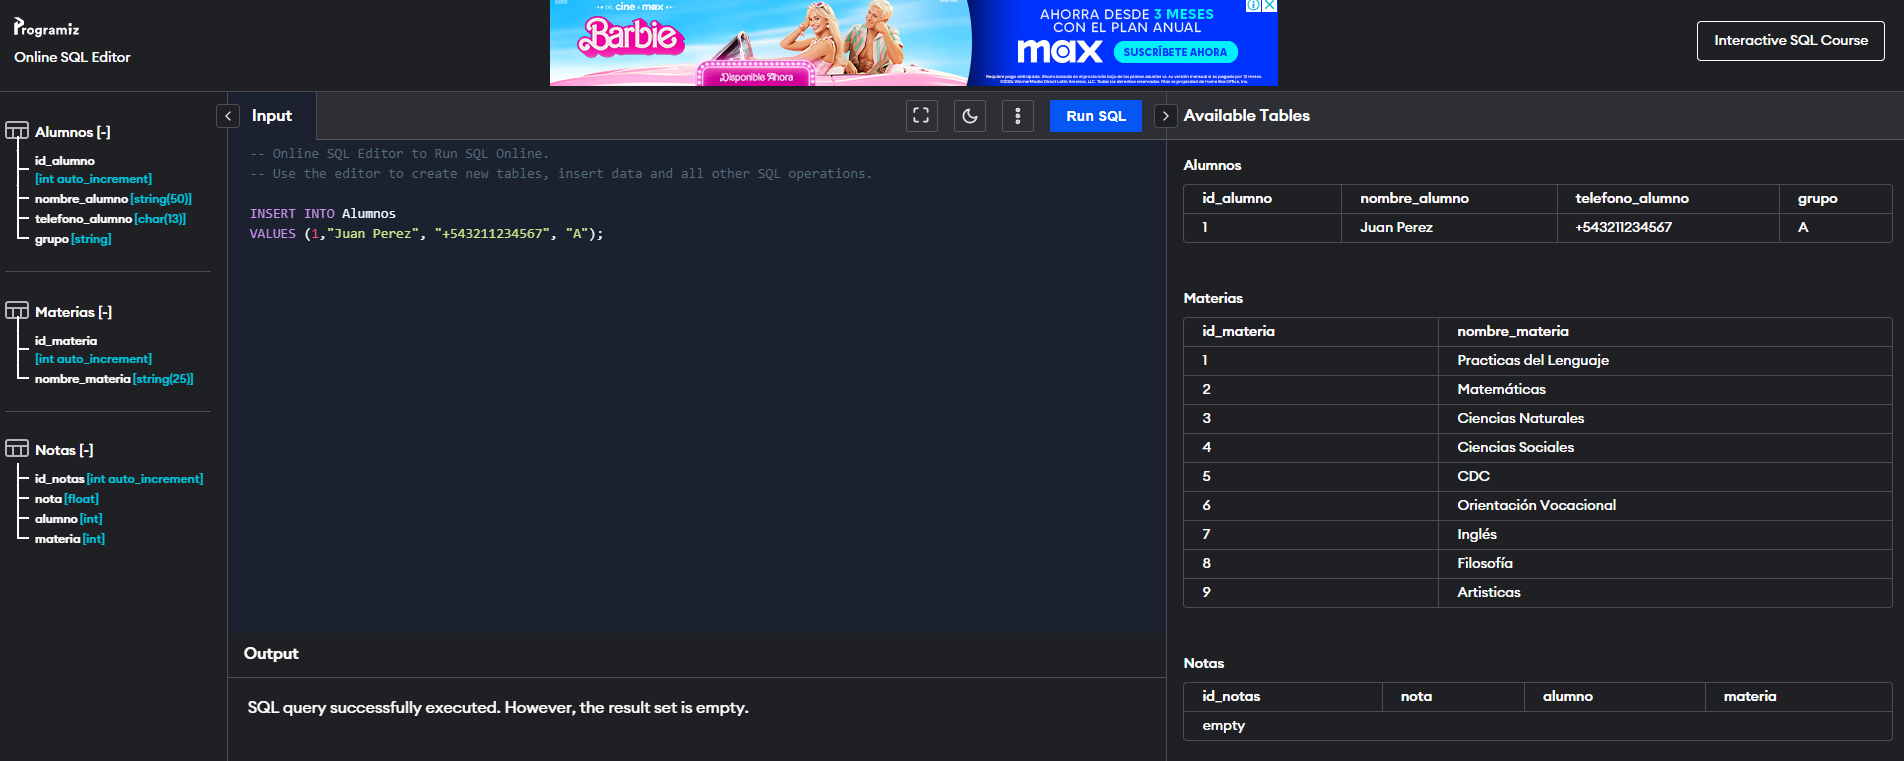 Programiz
Online SQL Editor
DEL cine A max
Barbie
Disponible Ahora
AHORRA DESDE 3 MESES
CON EL PLAN ANUAL
max SUSCRÍBETE AHORA
Interactive SQL Course
Alumnos [-]
id_alumno
[int auto_increment]
nombre_alumno [string(50)]
telefono_alumno [char(13)]
grupo [string]
Materias [-]
id_materia
[int auto_increment]
nombre_materia [string(25)]
Notas [-]
id_notas [int auto_increment]
nota [float]
alumno [int]
materia [int]
Input
Run SQL
-- Online SQL Editor to Run SQL Online.
-- Use the editor to create new tables, insert data and all other SQL operations.
INSERT INTO Alumnos
VALUES (1,"Juan Perez", "+543211234567", "A");
Output
SQL query successfully executed. However, the result set is empty.
Available Tables
Alumnos
id_alumno nombre_alumno telefono_alumno grupo
1 Juan Perez +543211234567 A
Materias
id_materia nombre_materia
1 Practicas del Lenguaje
2 Matemáticas
3 Ciencias Naturales
4 Ciencias Sociales
5 CDC
6 Orientación Vocacional
7 Inglés
8 Filosofía
9 Artisticas
Notas
id_notas nota alumno materia
empty